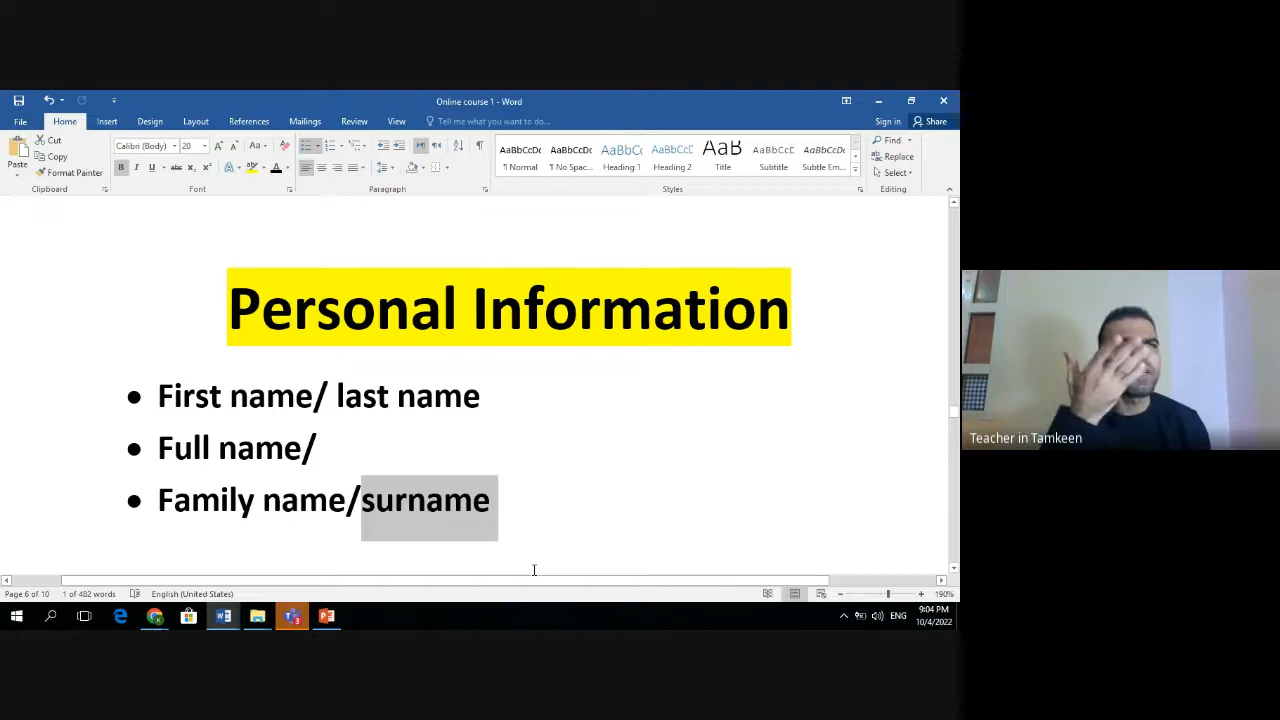 Online course 1 - Word
File Home Insert Design Layout References Mailings Review View Tell me what you want to do... Sign in Share
Paste
Cut
Copy
Format Painter
Calibri (Body) 20
AaBbCcDc AaBbCcDc AaBbCc AaBbCcC AaB AaBbCcC AaBbCcDc
¶ Normal ¶ No Spac... Heading 1 Heading 2 Title Subtitle Subtle Em...
Find
Replace
Select
Clipboard Font Paragraph Styles Editing
Personal Information
• First name/ last name
• Full name/
• Family name/surname
Teacher in Tamkeen
Page 6 of 10 1 of 482 words English (United States) 190%
ENG
9:04 PM
10/4/2022